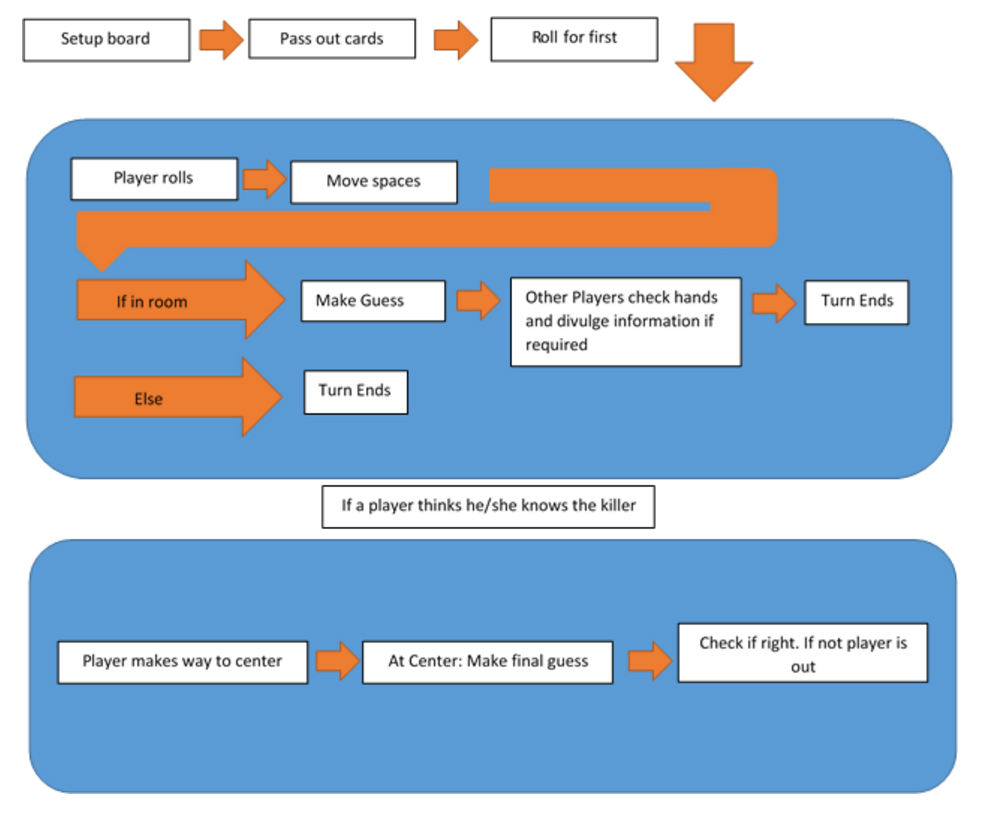 Setup board
Pass out cards
Roll for first
Player rolls
Move spaces
If in room
Make Guess
Other Players check hands
and divulge information if
required
Turn Ends
Else
Turn Ends
If a player thinks he/she knows the killer
Player makes way to center
At Center: Make final guess
Check if right. If not player is
out